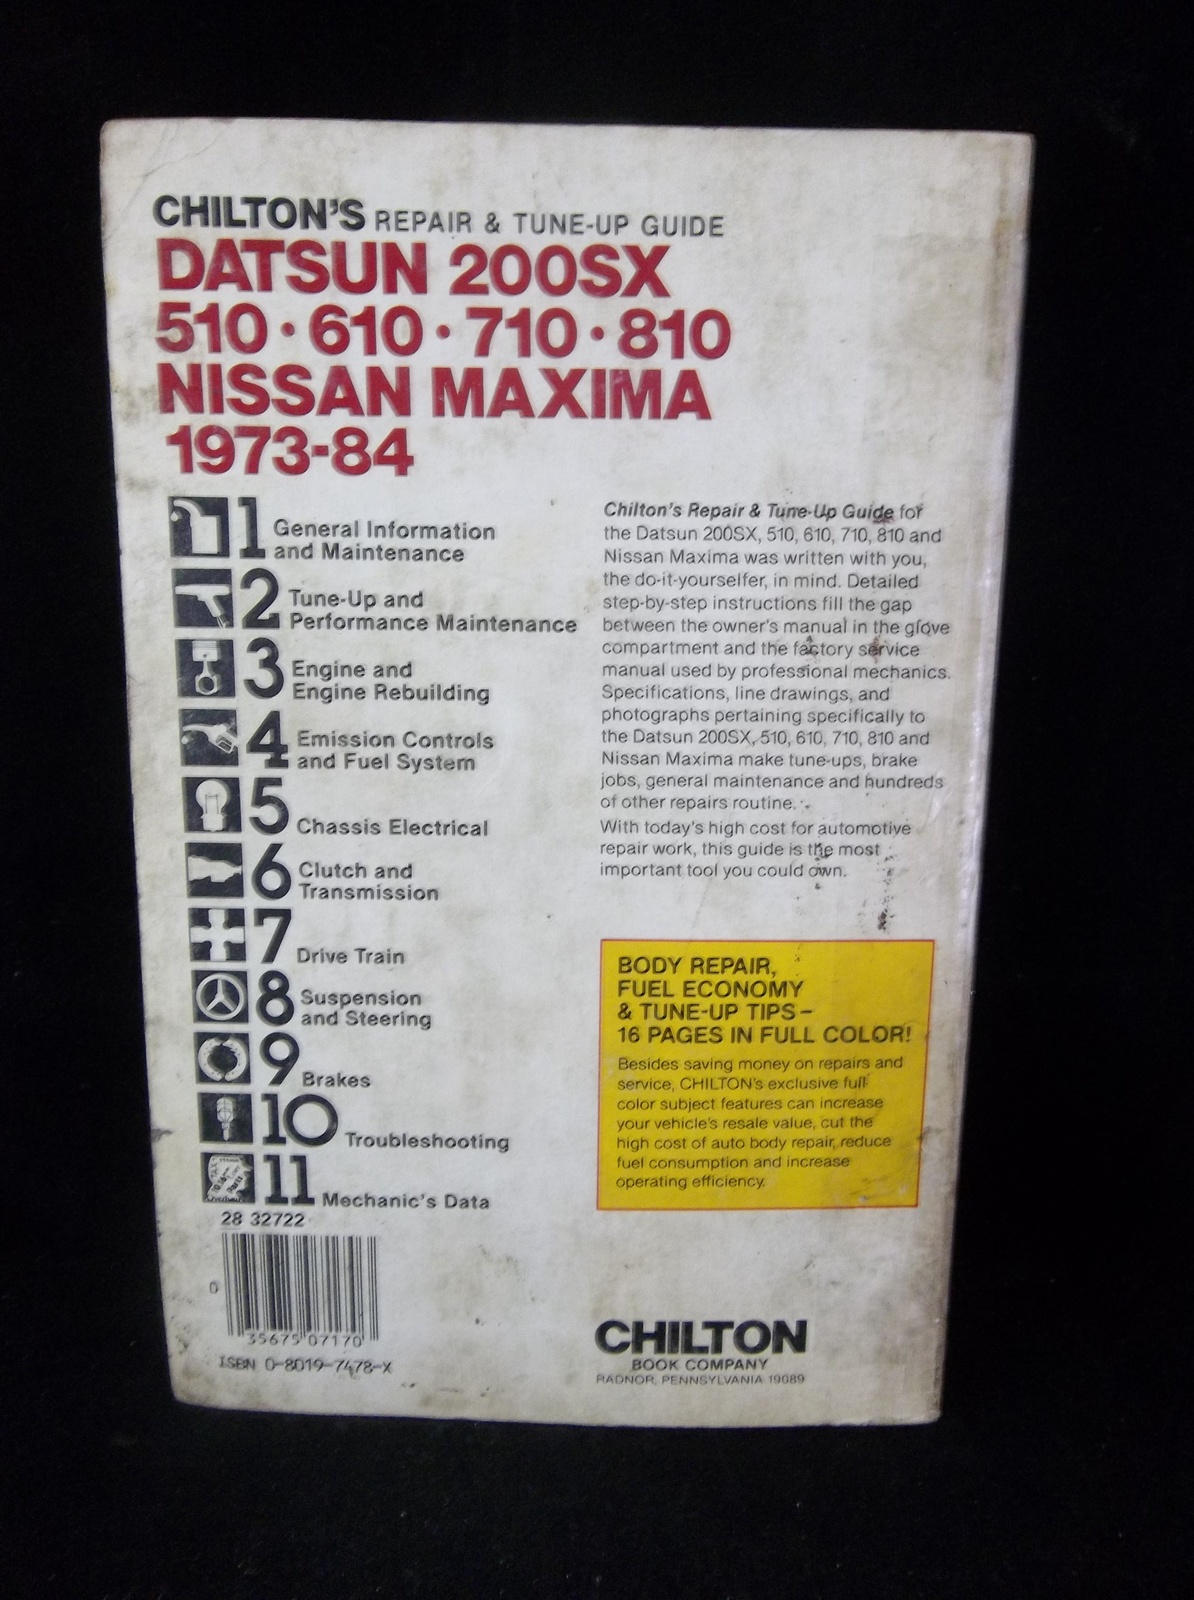 CHILTON'S REPAIR & TUNE-UP GUIDE
DATSUN 200SX
510 · 610 · 710 · 810
NISSAN MAXIMA
1973-84
1 General Information
and Maintenance
2 Tune-Up and
Performance Maintenance
3 Engine and
Engine Rebuilding
4 Emission Controls
and Fuel System
5 Chassis Electrical
6 Clutch and
Transmission
7 Drive Train
8 Suspension
and Steering
9 Brakes
10 Troubleshooting
11 Mechanic's Data
28 32722
0
35675 07170
ISBN 0-8019-7478-X
Chilton's Repair & Tune-Up Guide for
the Datsun 200SX, 510, 610, 710, 810 and
Nissan Maxima was written with you,
the do-it-yourselfer, in mind. Detailed
step-by-step instructions fill the gap
between the owner's manual in the glove
compartment and the factory service
manual used by professional mechanics.
Specifications, line drawings, and
photographs pertaining specifically to
the Datsun 200SX, 510, 610, 710, 810 and
Nissan Maxima make tune-ups, brake
jobs, general maintenance and hundreds
of other repairs routine.
With today's high cost for automotive
repair work, this guide is the most
important tool you could own.
BODY REPAIR,
FUEL ECONOMY
& TUNE-UP TIPS–
16 PAGES IN FULL COLOR!
Besides saving money on repairs and
service, CHILTON's exclusive full
color subject features can increase
your vehicle's resale value, cut the
high cost of auto body repair, reduce
fuel consumption and increase
operating efficiency.
CHILTON
BOOK COMPANY
RADNOR, PENNSYLVANIA 19089